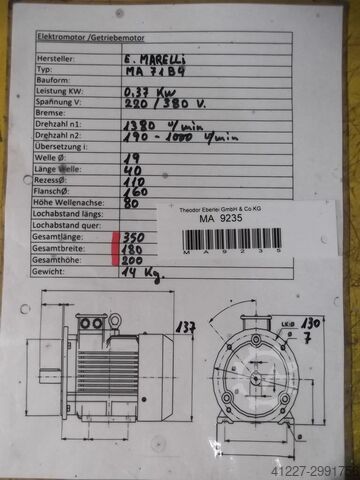 Elektromotor /Getriebemotor
Hersteller: E. MARELLi
Typ: MA 71 B4
Bauform:
Leistung KW: 0,37 Kw
Spannung V: 220 / 380 V.
Bremse:
Drehzahl n1: 1380 U/min
Drehzahl n2: 190 - 1000 U/min
Übersetzung i:
Welle Ø: 19
Länge Welle: 40
RezessØ: 110
FlanschØ: 160
Höhe Wellenachse: 80
Lochabstand längs:
Lochabstand quer:
Gesamtlänge: 350
Gesamtbreite: 180
Gesamthöhe: 200
Gewicht: 14 Kg.
Theodor Eberlei GmbH & Co KG
MA 9235
MA9235
137
LK:Ø 130
Ø 7
41227-2991758